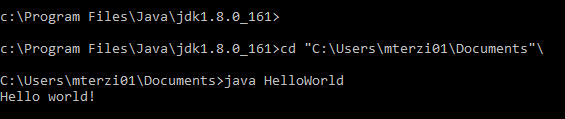 c:\Program Files\Java\jdk1.8.0_161>
c:\Program Files\Java\jdk1.8.0_161>cd "C:\Users\mterzi01\Documents"\
C:\Users\mterzi01\Documents>java HelloWorld
Hello world!